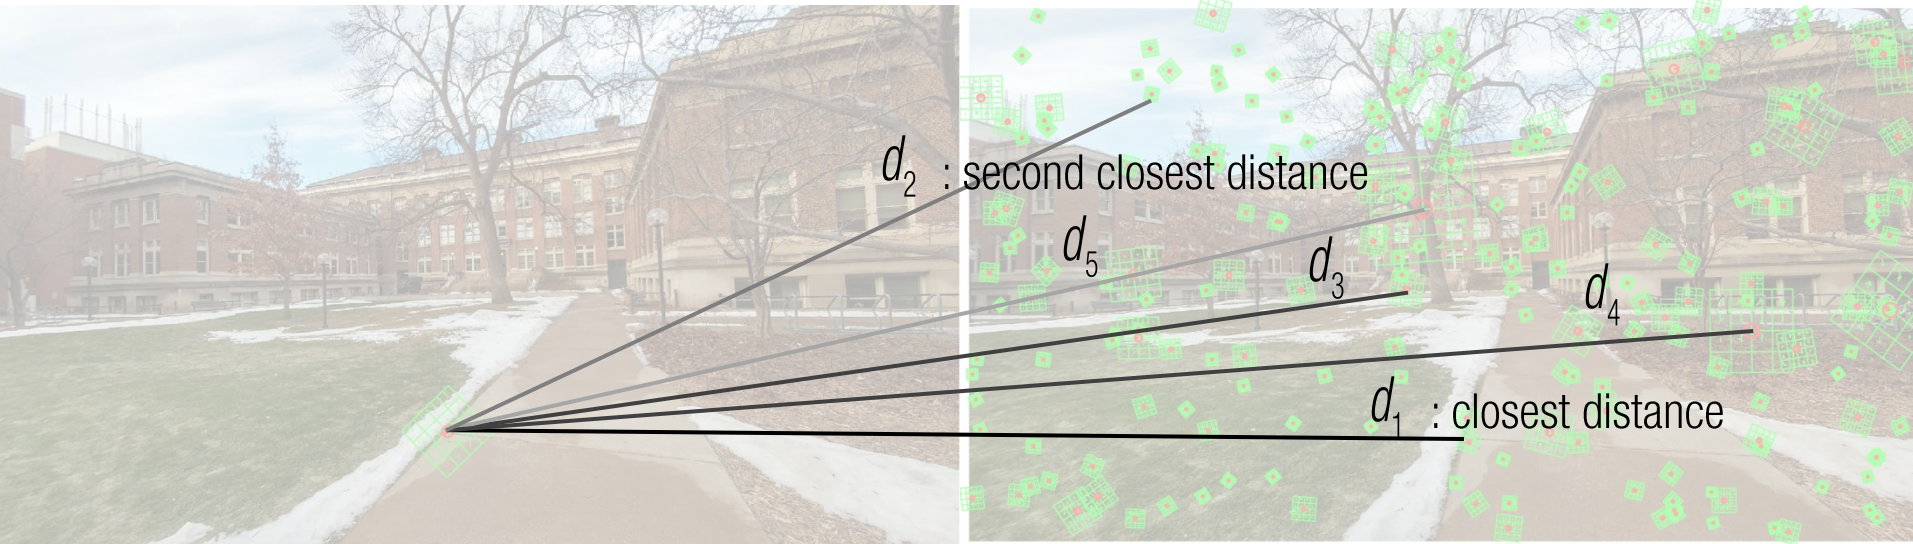 d2 : second closest distance
d5
d3
d4
d1 : closest distance